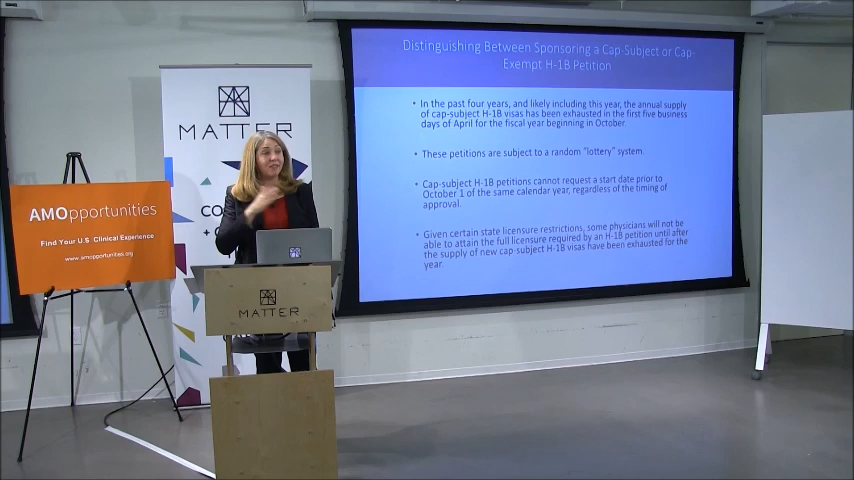 Distinguishing Between Sponsoring a Cap-Subject or Cap-
Exempt H-1B Petition
• In the past four years, and likely including this year, the annual supply
of cap-subject H-1B visas has been exhausted in the first five business
days of April for the fiscal year beginning in October.
• These petitions are subject to a random "lottery" system.
• Cap-subject H-1B petitions cannot request a start date prior to
October 1 of the same calendar year, regardless of the timing of
approval.
• Given certain state licensure restrictions, some physicians will not be
able to attain the full licensure required by an H-1B petition until after
the supply of new cap-subject H-1B visas have been exhausted for the
year.
MATTER
CO
+ C
AMOpportunities
Find Your U.S Clinical Experience
www.amopportunities.org
MATTER